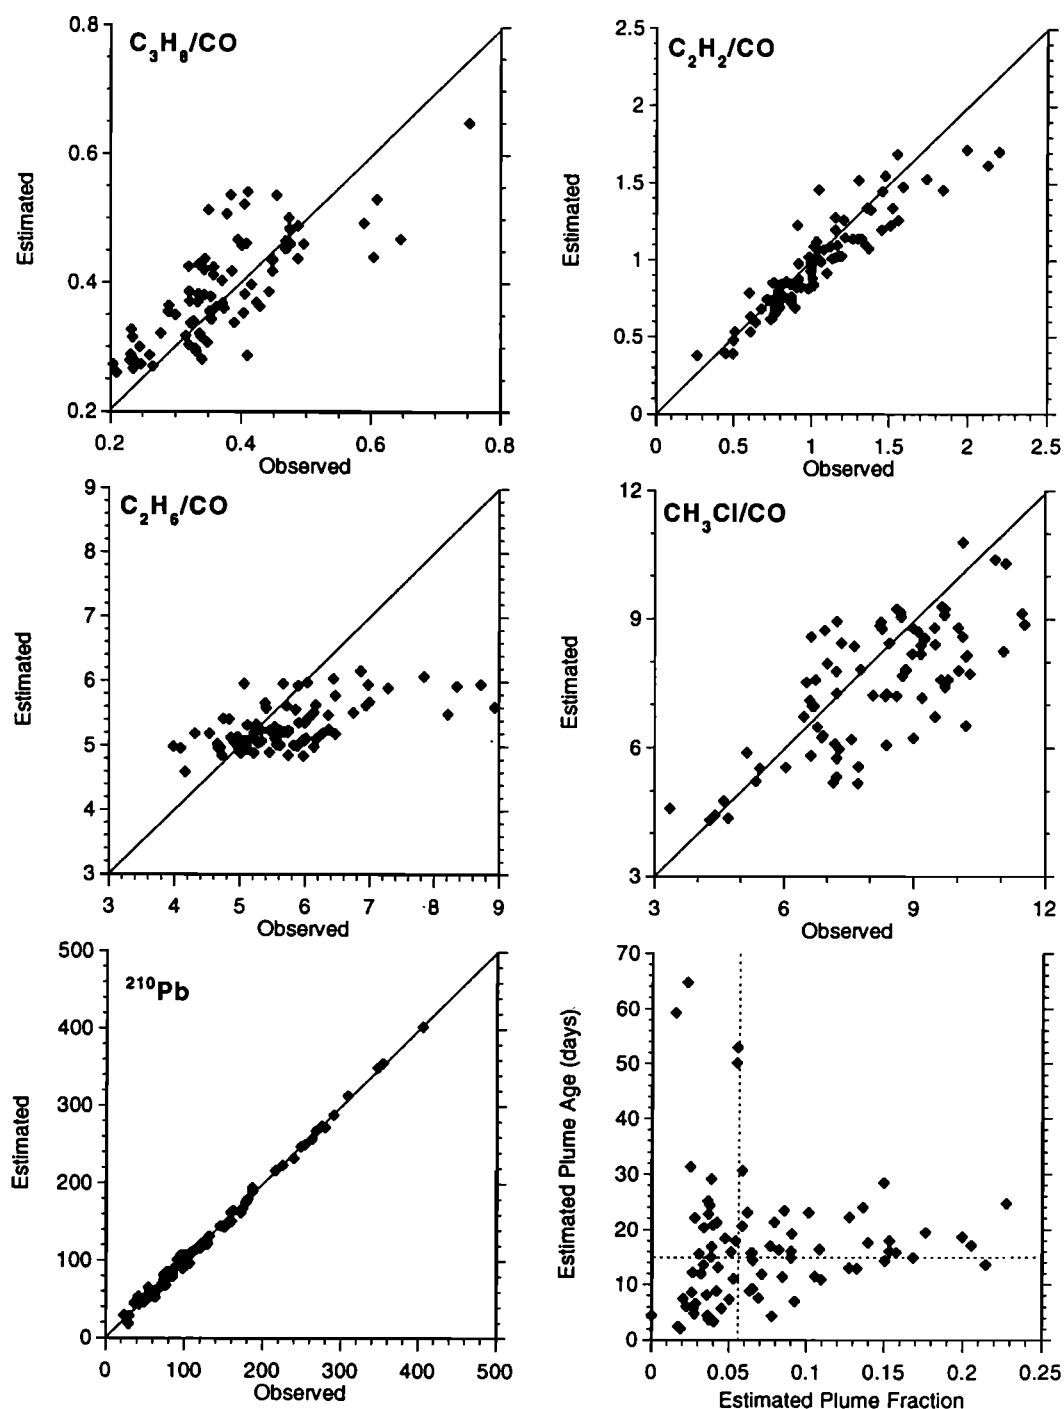 0.8
C3H8/CO
0.6
Estimated
0.4
0.2
0.2 0.4 0.6 0.8
Observed
2.5
C2H2/CO
2
1.5
Estimated
1
0.5
0
0 0.5 1 1.5 2 2.5
Observed
9
C2H6/CO
8
7
Estimated
6
5
4
3
3 4 5 6 7 8 9
Observed
12
CH3Cl/CO
9
Estimated
6
3
3 6 9 12
Observed
500
210Pb
400
300
Estimated
200
100
0
0 100 200 300 400 500
Observed
70
60
50
40
Estimated Plume Age (days)
30
20
10
0
0 0.05 0.1 0.15 0.2 0.25
Estimated Plume Fraction